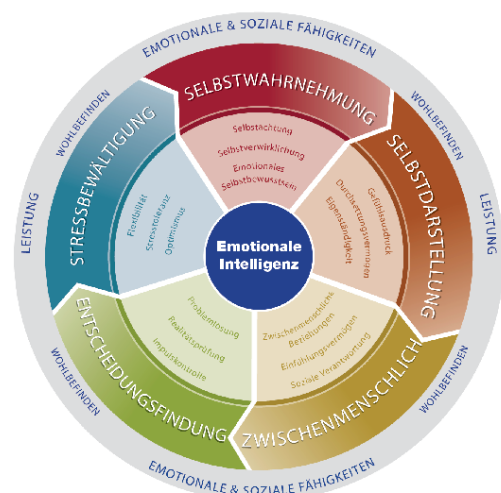 EMOTIONALE & SOZIALE FÄHIGKEITEN
WOHLBEFINDEN
LEISTUNG
WOHLBEFINDEN
EMOTIONALE & SOZIALE FÄHIGKEITEN
WOHLBEFINDEN
LEISTUNG
WOHLBEFINDEN
SELBSTWAHRNEHMUNG
Selbstachtung
Selbstverwirklichung
Emotionales
Selbstbewusstsein
SELBSTDARSTELLUNG
Gefühlsausdruck
Durchsetzungsvermögen
Eigenständigkeit
ZWISCHENMENSCHLICH
Zwischenmenschliche
Beziehungen
Einfühlungsvermögen
Soziale Verantwortung
ENTSCHEIDUNGSFINDUNG
Problemlösung
Realitätsprüfung
Impulskontrolle
STRESSBEWÄLTIGUNG
Flexibilität
Stresstoleranz
Optimismus
Emotionale
Intelligenz